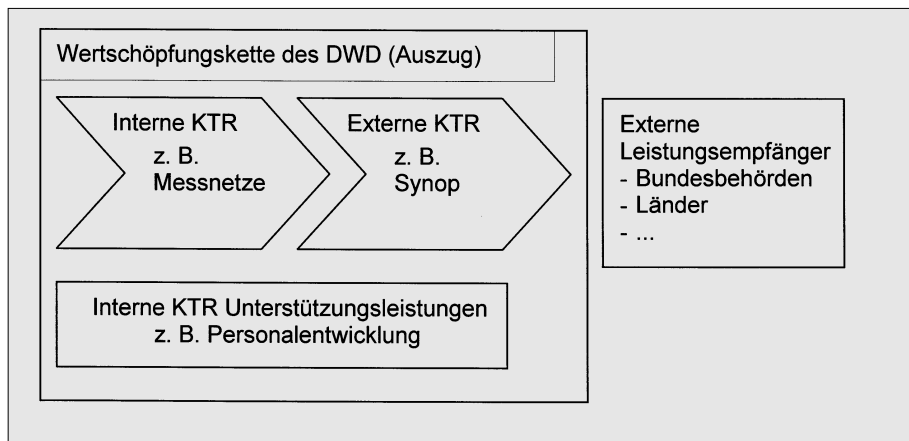 Wertschöpfungskette des DWD (Auszug)
Interne KTR
z. B.
Messnetze
Externe KTR
z. B.
Synop
Externe
Leistungsempfänger
- Bundesbehörden
- Länder
- ...
Interne KTR Unterstützungsleistungen
z. B. Personalentwicklung